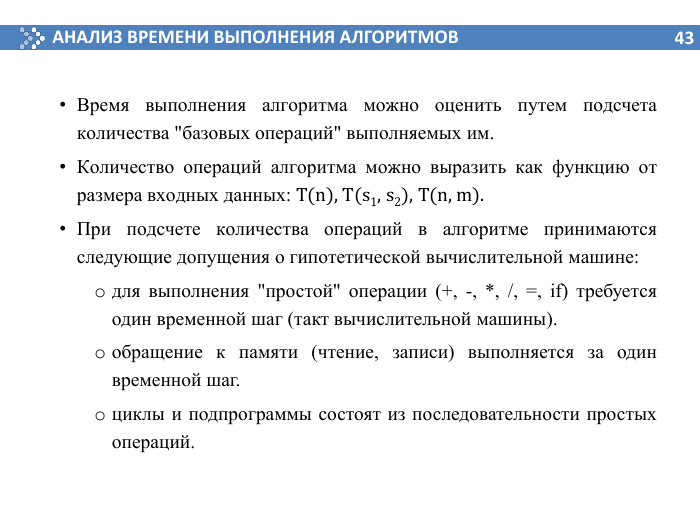 АНАЛИЗ ВРЕМЕНИ ВЫПОЛНЕНИЯ АЛГОРИТМОВ 43
• Время выполнения алгоритма можно оценить путем подсчета
количества "базовых операций" выполняемых им.
• Количество операций алгоритма можно выразить как функцию от
размера входных данных: T(n), T(s₁, s₂), T(n, m).
• При подсчете количества операций в алгоритме принимаются
следующие допущения о гипотетической вычислительной машине:
o для выполнения "простой" операции (+, -, *, /, =, if) требуется
один временной шаг (такт вычислительной машины).
o обращение к памяти (чтение, записи) выполняется за один
временной шаг.
o циклы и подпрограммы состоят из последовательности простых
операций.